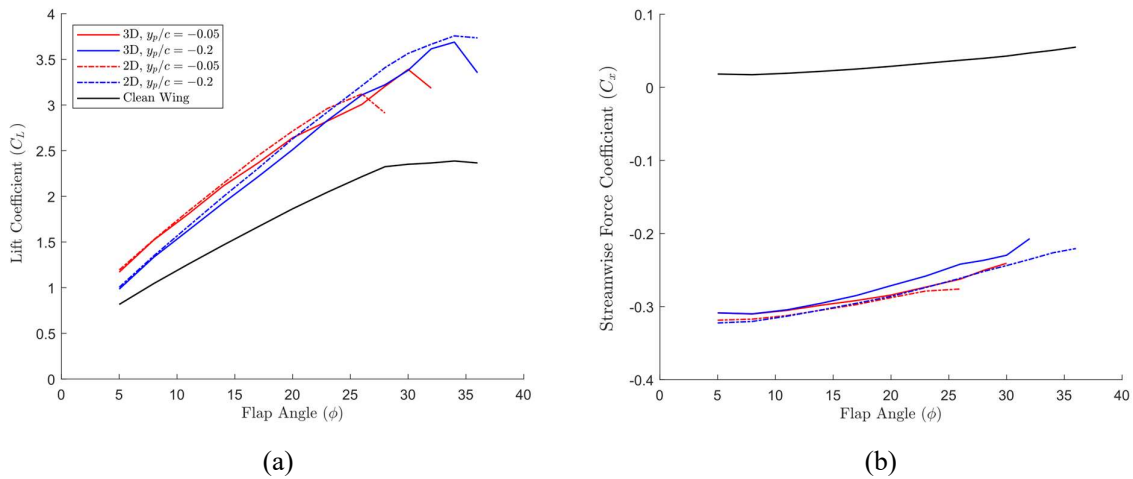 4
3.5
3
2.5
2
1.5
1
0.5
0
0 5 10 15 20 25 30 35 40
Lift Coefficient (C_L)
Flap Angle (ϕ)
3D, y_p/c = −0.05
3D, y_p/c = −0.2
2D, y_p/c = −0.05
2D, y_p/c = −0.2
Clean Wing
(a)
0.1
0
-0.1
-0.2
-0.3
-0.4
0 5 10 15 20 25 30 35 40
Streamwise Force Coefficient (C_x)
Flap Angle (ϕ)
(b)